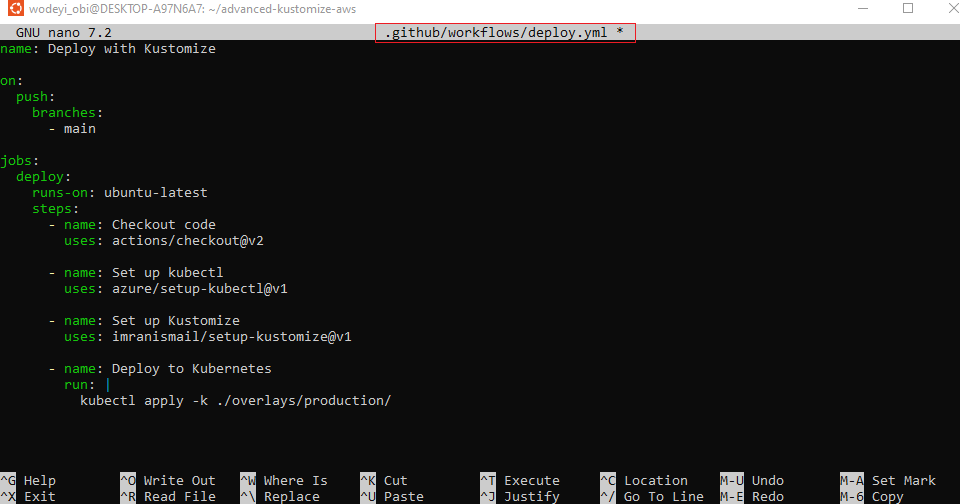 wodeyi_obi@DESKTOP-A97N6A7: ~/advanced-kustomize-aws
GNU nano 7.2 .github/workflows/deploy.yml *
name: Deploy with Kustomize
on:
push:
branches:
- main
jobs:
deploy:
runs-on: ubuntu-latest
steps:
- name: Checkout code
uses: actions/checkout@v2
- name: Set up kubectl
uses: azure/setup-kubectl@v1
- name: Set up Kustomize
uses: imranismail/setup-kustomize@v1
- name: Deploy to Kubernetes
run: |
kubectl apply -k ./overlays/production/
^G Help ^O Write Out ^W Where Is ^K Cut ^T Execute ^C Location M-U Undo M-A Set Mark
^X Exit ^R Read File ^\ Replace ^U Paste ^J Justify ^/ Go To Line M-E Redo M-6 Copy